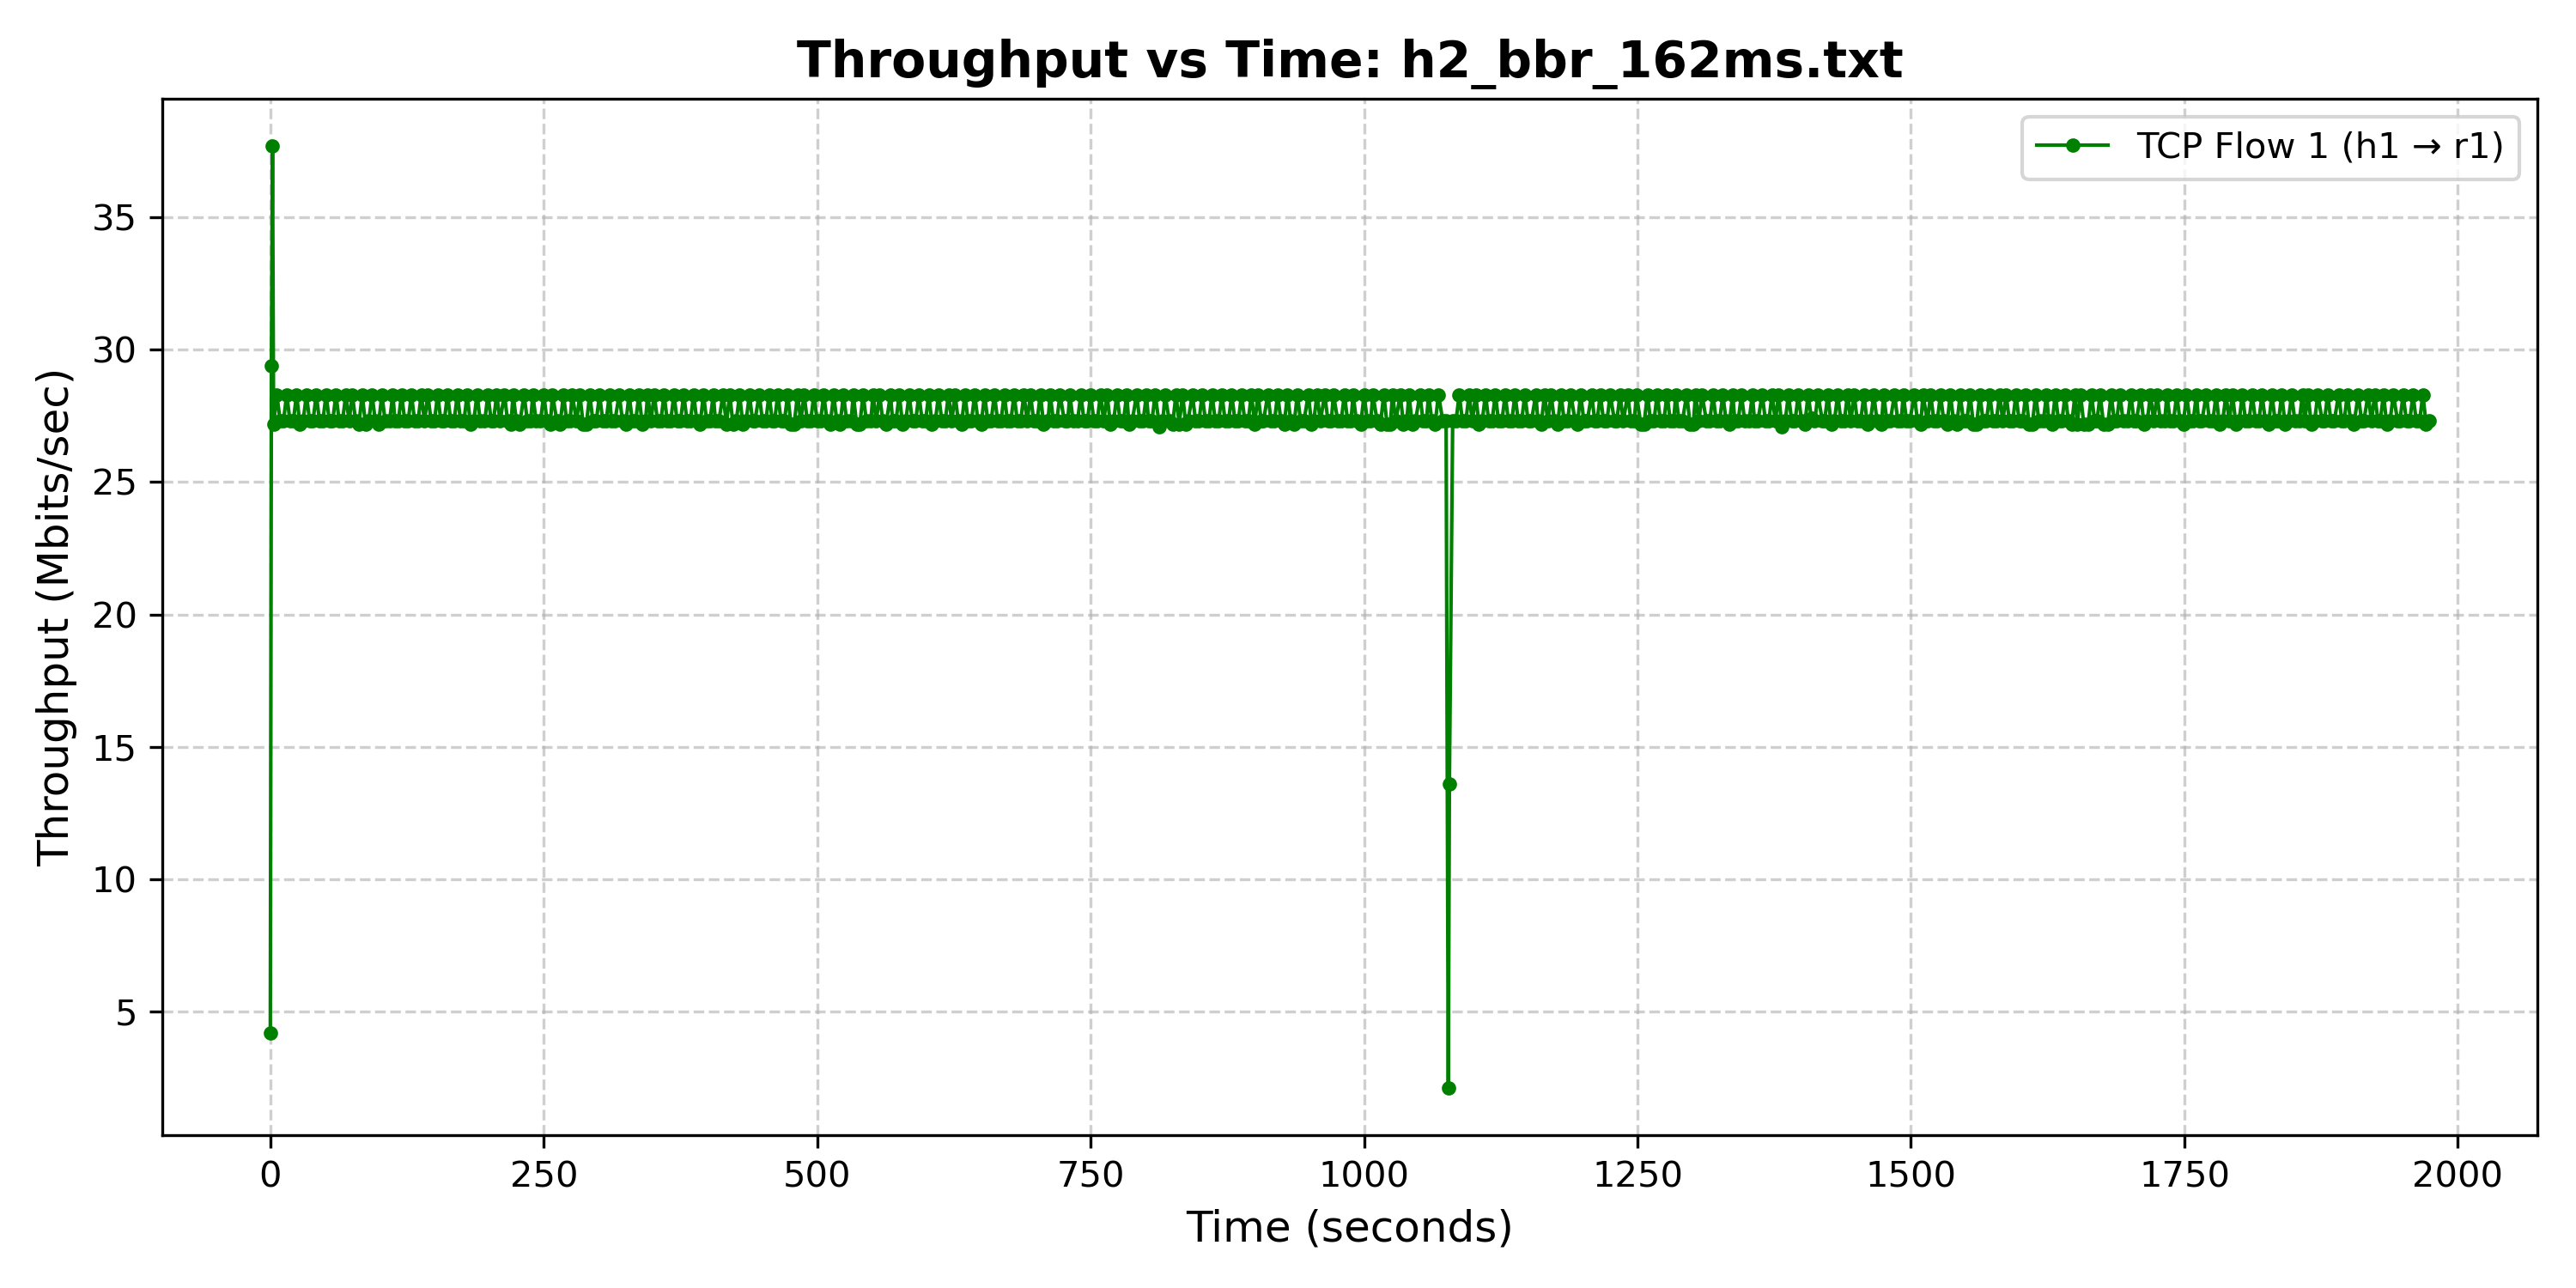 Throughput vs Time: h2_bbr_162ms.txt
TCP Flow 1 (h1 → r1)
Throughput (Mbits/sec)
35
30
25
20
15
10
5
0 250 500 750 1000 1250 1500 1750 2000
Time (seconds)